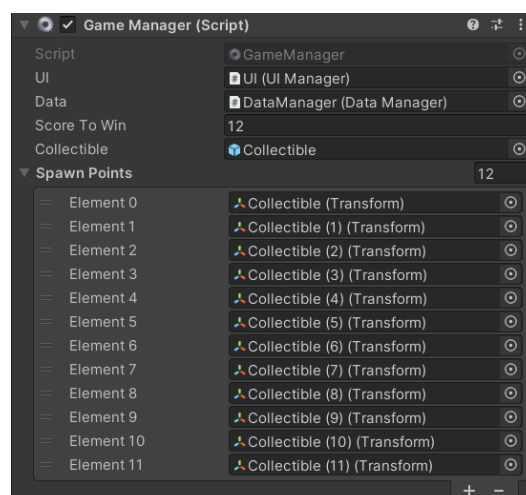 Game Manager (Script)
Script GameManager
UI UI (UI Manager)
Data DataManager (Data Manager)
Score To Win 12
Collectible Collectible
Spawn Points 12
Element 0 Collectible (Transform)
Element 1 Collectible (1) (Transform)
Element 2 Collectible (2) (Transform)
Element 3 Collectible (3) (Transform)
Element 4 Collectible (4) (Transform)
Element 5 Collectible (5) (Transform)
Element 6 Collectible (6) (Transform)
Element 7 Collectible (7) (Transform)
Element 8 Collectible (8) (Transform)
Element 9 Collectible (9) (Transform)
Element 10 Collectible (10) (Transform)
Element 11 Collectible (11) (Transform)